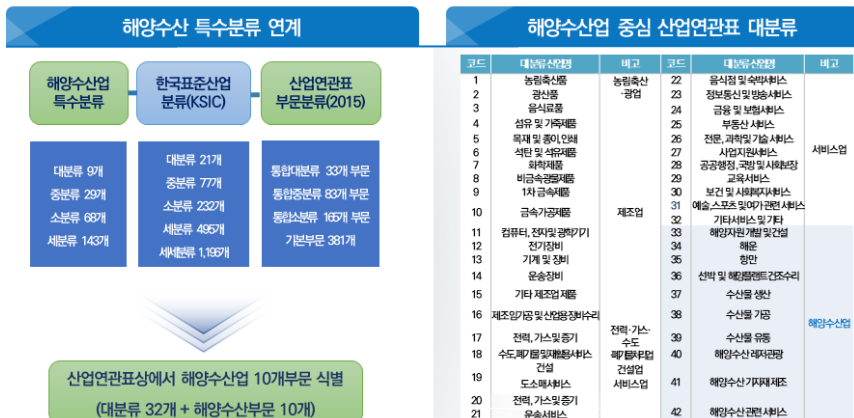 해양수산 특수분류 연계
해양수산업
특수분류
한국표준산업
분류(KSIC)
산업연관표
부문분류(2015)
대분류 9개
중분류 29개
소분류 68개
세분류 143개
대분류 21개
중분류 77개
소분류 232개
세분류 495개
세세분류 1,196개
통합대분류 33개 부문
통합중분류 83개 부문
통합소분류 165개 부문
기본부문 381개
산업연관표상에서 해양수산업 10개부문 식별
(대분류 32개 + 해양수산부문 10개)
해양수산업 중심 산업연관표 대분류
코드 대분류산업명 비고 코드 대분류산업명 비고
1 농림축산품 농림축산 22 음식점 및 숙박서비스
2 광산품 ·광업 23 정보통신 및 방송서비스
3 음식료품 24 금융 및 보험서비스
4 섬유 및 가죽제품 25 부동산 서비스
5 목재 및 종이, 인쇄 26 전문, 과학 및 기술 서비스 서비스업
6 석탄 및 석유제품 27 사업지원서비스
7 화학제품 28 공공행정, 국방 및 사회보장
8 비금속광물제품 29 교육서비스
9 1차 금속제품 30 보건 및 사회복지서비스
10 금속가공제품 제조업 31 예술, 스포츠 및 여가 관련 서비스
32 기타서비스 및 기타
11 컴퓨터, 전자 및 광학기기 33 해양자원 개발 및 건설
12 전기장비 34 해운
13 기계 및 장비 35 항만
14 운송장비 36 선박 및 해양플랜트 건조수리
15 기타 제조업 제품 37 수산물 생산
16 제조임가공 및 산업용장비수리 38 수산물 가공 해양수산업
17 전력, 가스 및 증기 전력·가스· 수도 39 수산물 유통
18 수도, 폐기물 및 재활용서비스 폐기물처리업 40 해양수산 레저관광
건설 건설업
19 도소매서비스 서비스업 41 해양수산 기자재 제조
20 전력, 가스 및 증기
21 운송서비스 42 해양수산 관련 서비스